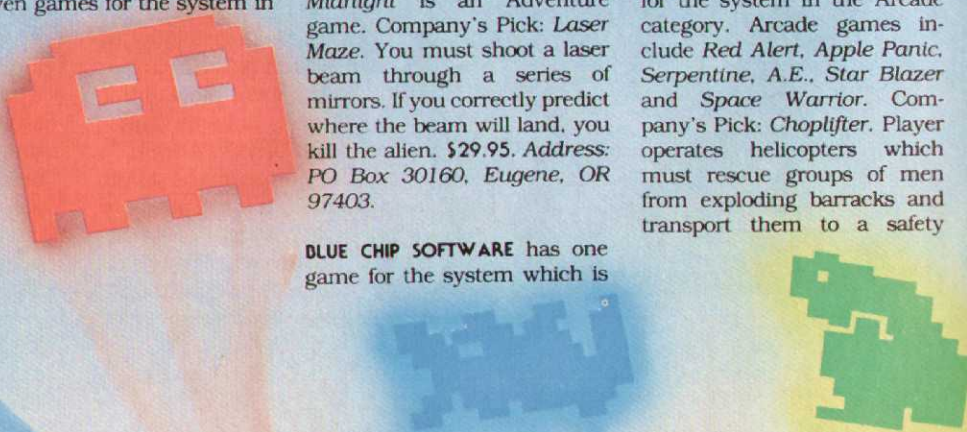 games for the system in
Midnight is an Adventure
game. Company's Pick: Laser
Maze. You must shoot a laser
beam through a series of
mirrors. If you correctly predict
where the beam will land, you
kill the alien. $29.95. Address:
PO Box 30160, Eugene, OR
97403.
BLUE CHIP SOFTWARE has one
game for the system which is
for the system in the Arcade
category. Arcade games in-
clude Red Alert, Apple Panic,
Serpentine, A.E., Star Blazer
and Space Warrior. Com-
pany's Pick: Choplifter. Player
operates helicopters which
must rescue groups of men
from exploding barracks and
transport them to a safety